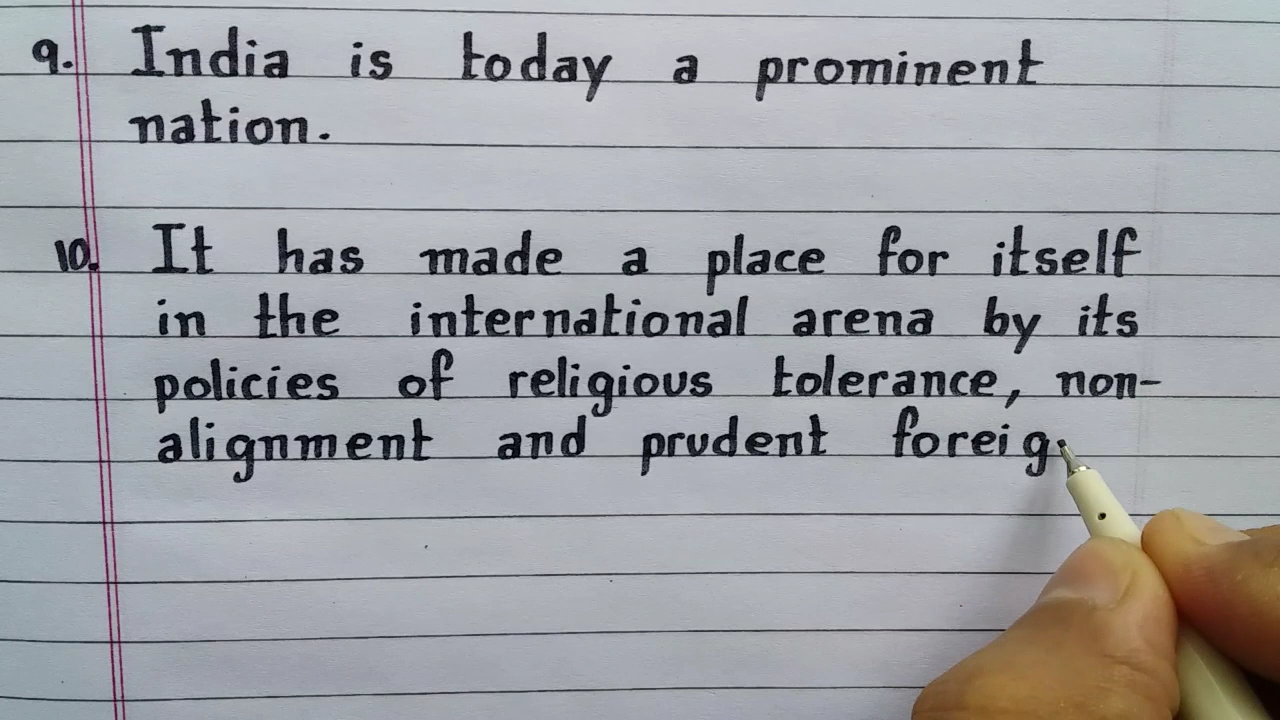 9. India is today a prominent
nation.
10. It has made a place for itself
in the international arena by its
policies of religious tolerance, non-
alignment and prudent foreig